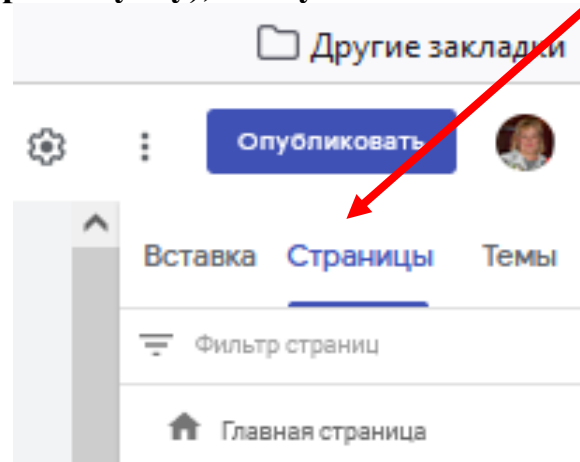 Другие закладки
Опубликовать
Вставка Страницы Темы
Фильтр страниц
Главная страница